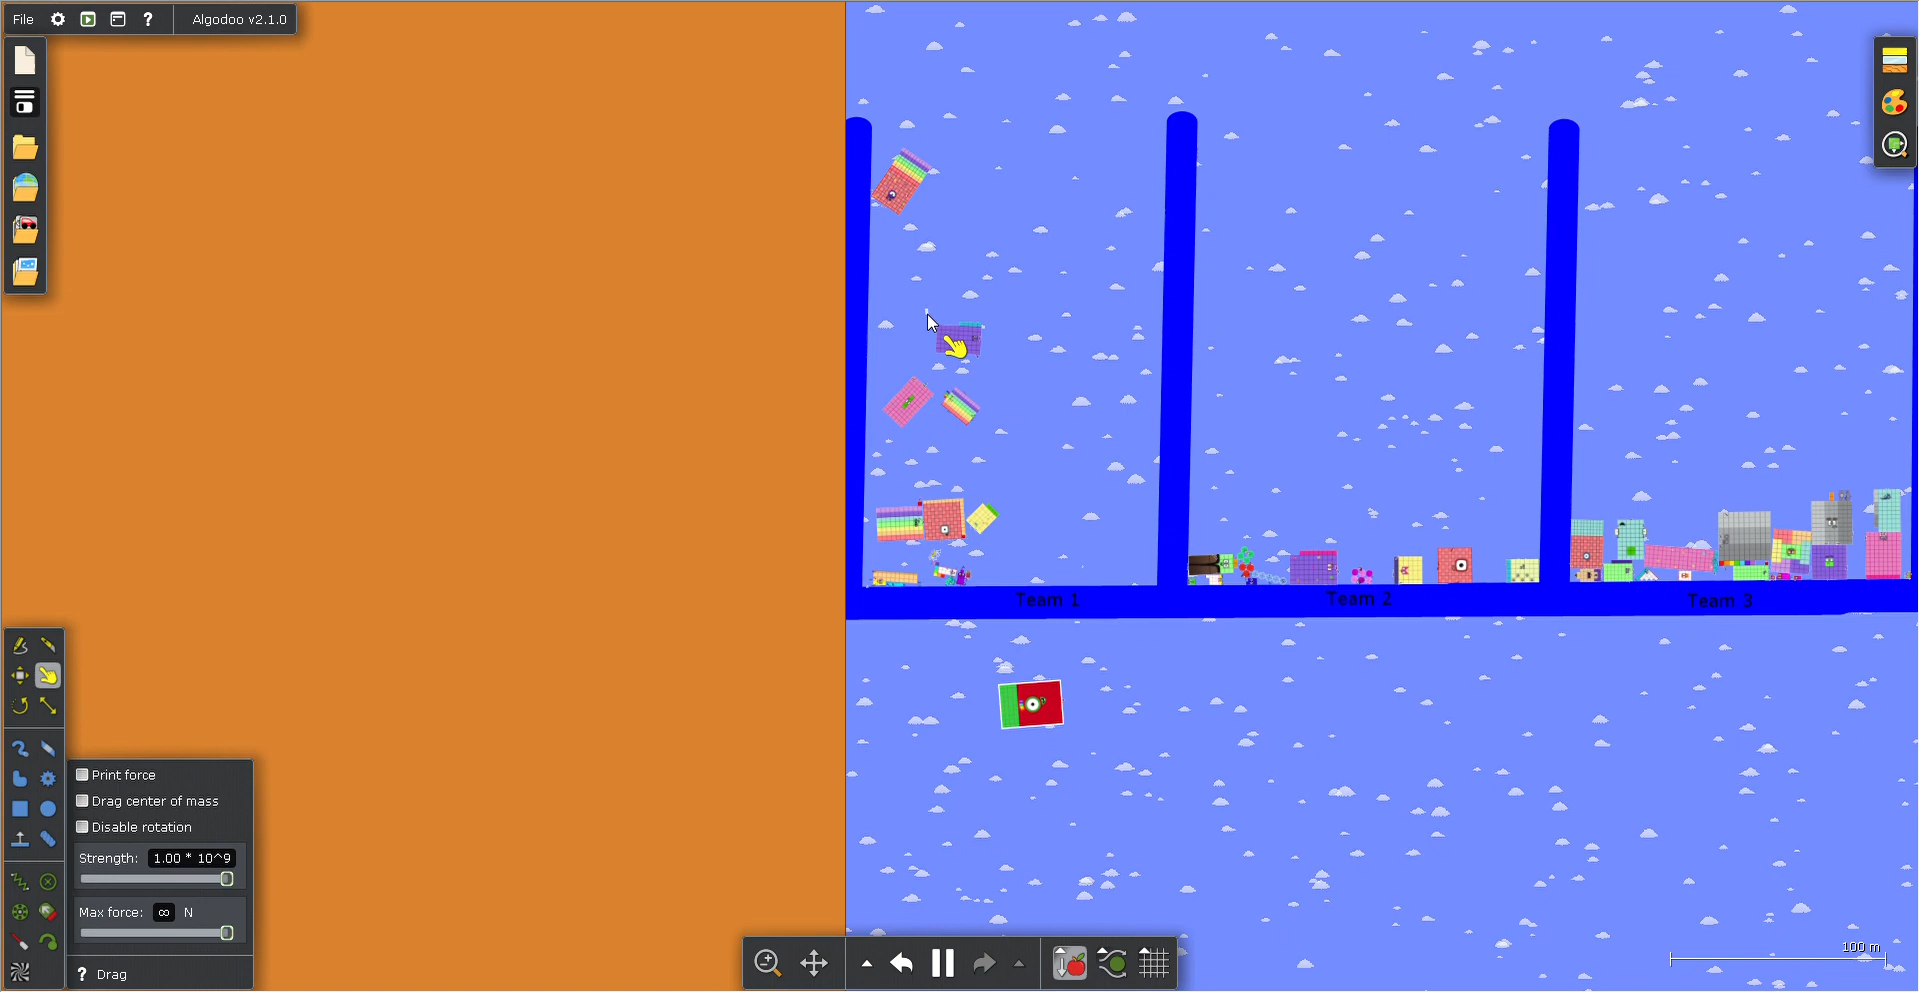 File ? Algodoo v2.1.0
Team 1
Team 2
Team 3
Print force
Drag center of mass
Disable rotation
Strength: 1.00 * 10^9
Max force: ∞ N
? Drag
100 m